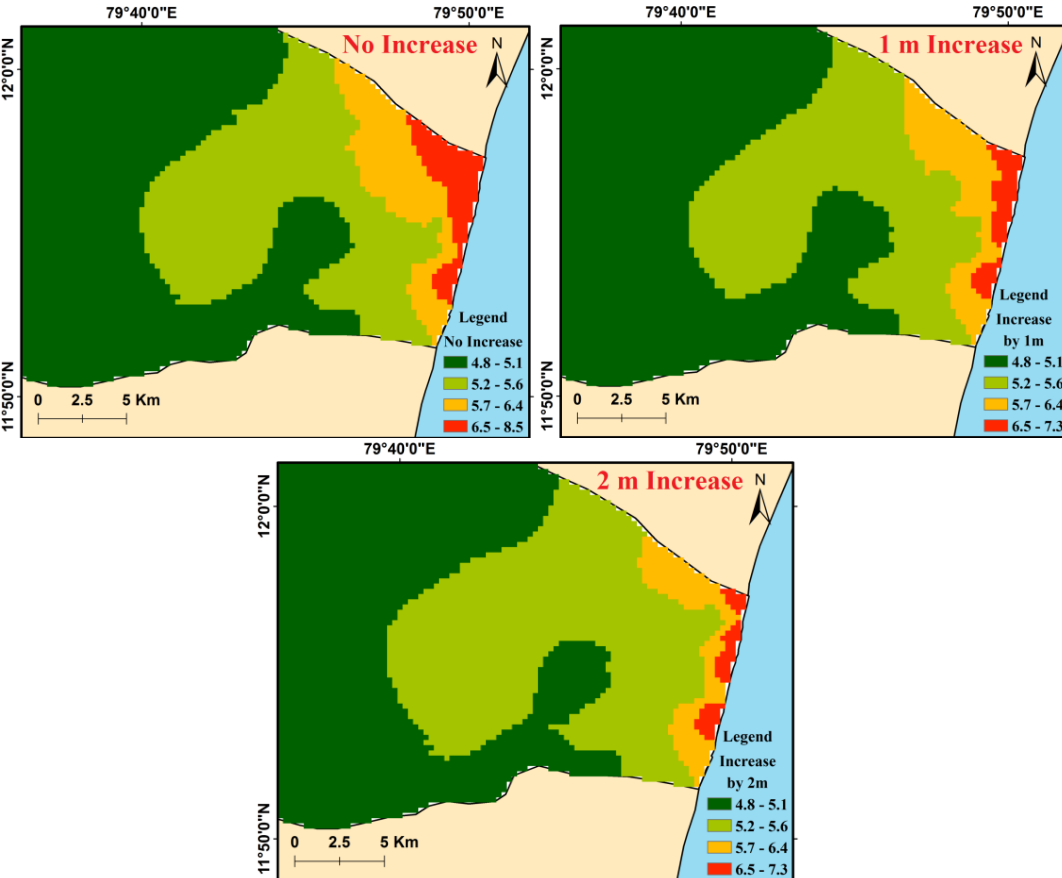 79°40'0"E
79°50'0"E
No Increase
N
12°0'0"N
11°50'0"N
Legend
No Increase
4.8 - 5.1
5.2 - 5.6
5.7 - 6.4
6.5 - 8.5
0 2.5 5 Km
79°40'0"E
79°50'0"E
1 m Increase
N
12°0'0"N
11°50'0"N
Legend
Increase
by 1m
4.8 - 5.1
5.2 - 5.6
5.7 - 6.4
6.5 - 7.3
0 2.5 5 Km
79°40'0"E
79°50'0"E
2 m Increase
N
12°0'0"N
11°50'0"N
Legend
Increase
by 2m
4.8 - 5.1
5.2 - 5.6
5.7 - 6.4
6.5 - 7.3
0 2.5 5 Km